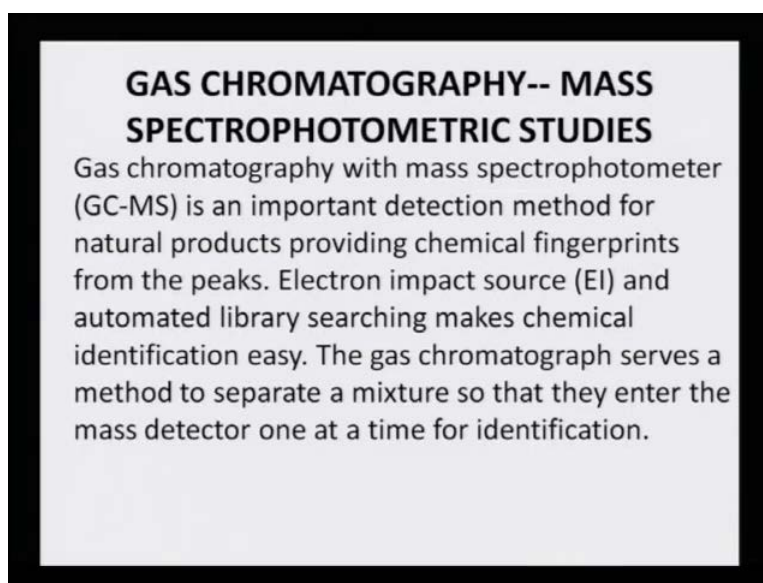 GAS CHROMATOGRAPHY-- MASS
SPECTROPHOTOMETRIC STUDIES
Gas chromatography with mass spectrophotometer
(GC-MS) is an important detection method for
natural products providing chemical fingerprints
from the peaks. Electron impact source (EI) and
automated library searching makes chemical
identification easy. The gas chromatograph serves a
method to separate a mixture so that they enter the
mass detector one at a time for identification.